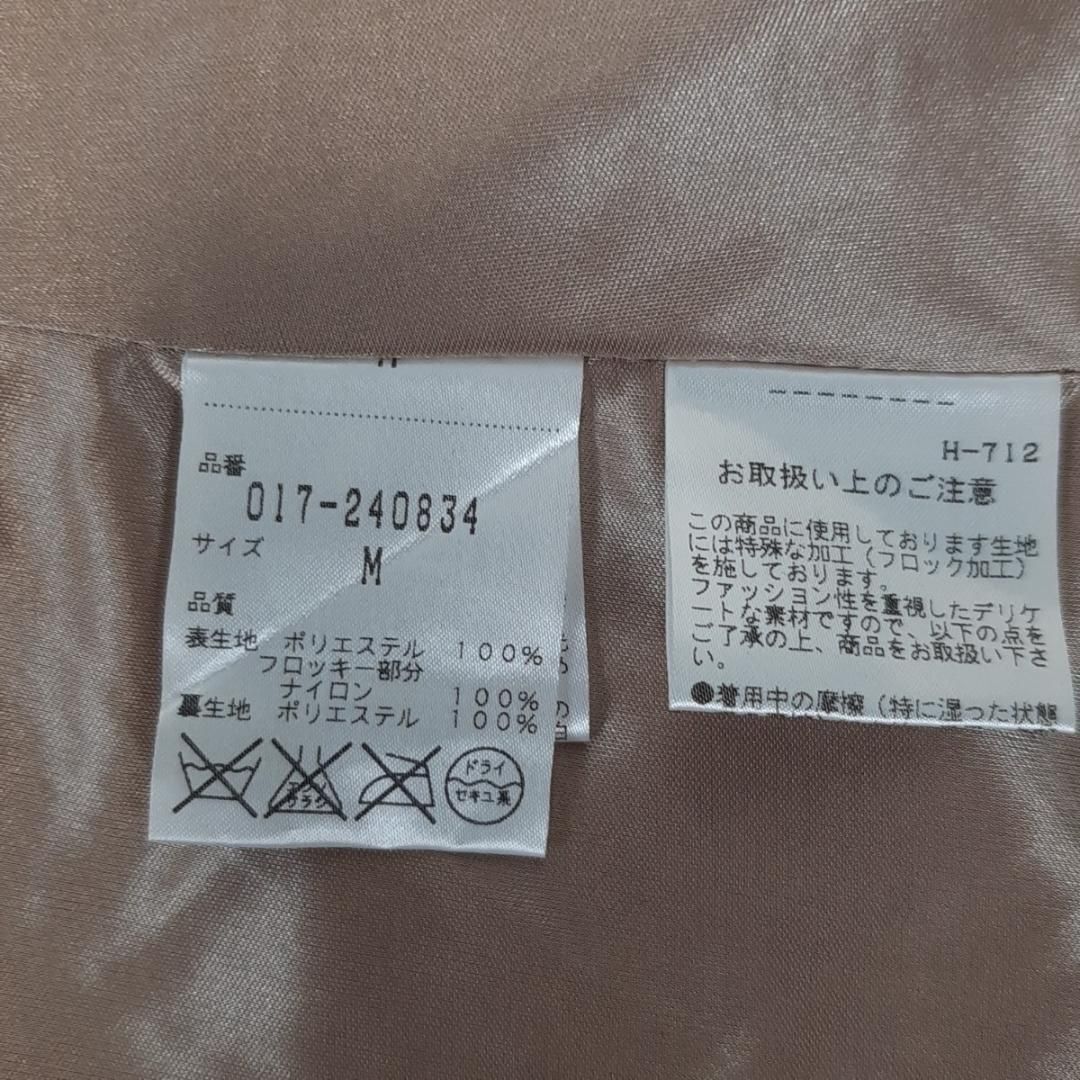 品番
017-240834
サイズ
M
品質
表生地 ポリエステル 100%
フロッキー部分
ナイロン 100%
裏生地 ポリエステル 100%
エンソ
サラシ
ドライ
セキユ系
の
H-712
お取扱い上のご注意
この商品に使用しております生地
には特殊な加工(フロック加工)
を施しております。
ファッション性を重視したデリケ
ートな素材ですので、以下の点を
ご了承の上、商品をお取扱い下さ
い。
●着用中の摩擦(特に湿った状態